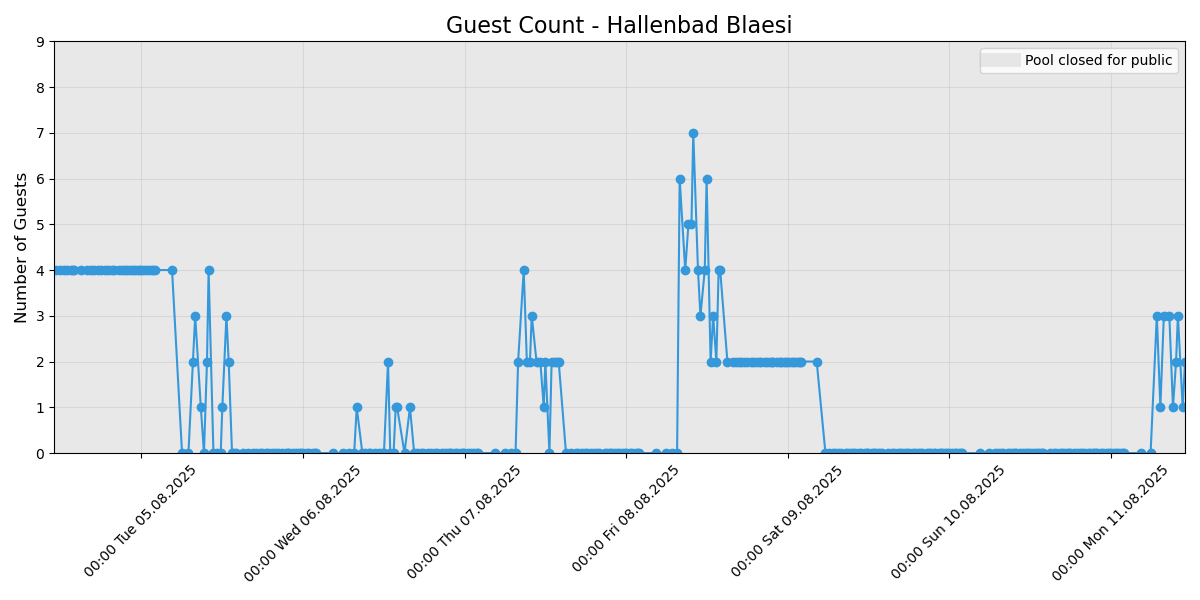 Guest Count - Hallenbad Blaesi
Pool closed for public
Number of Guests
9
8
7
6
5
4
3
2
1
0
00:00 Tue 05.08.2025
00:00 Wed 06.08.2025
00:00 Thu 07.08.2025
00:00 Fri 08.08.2025
00:00 Sat 09.08.2025
00:00 Sun 10.08.2025
00:00 Mon 11.08.2025